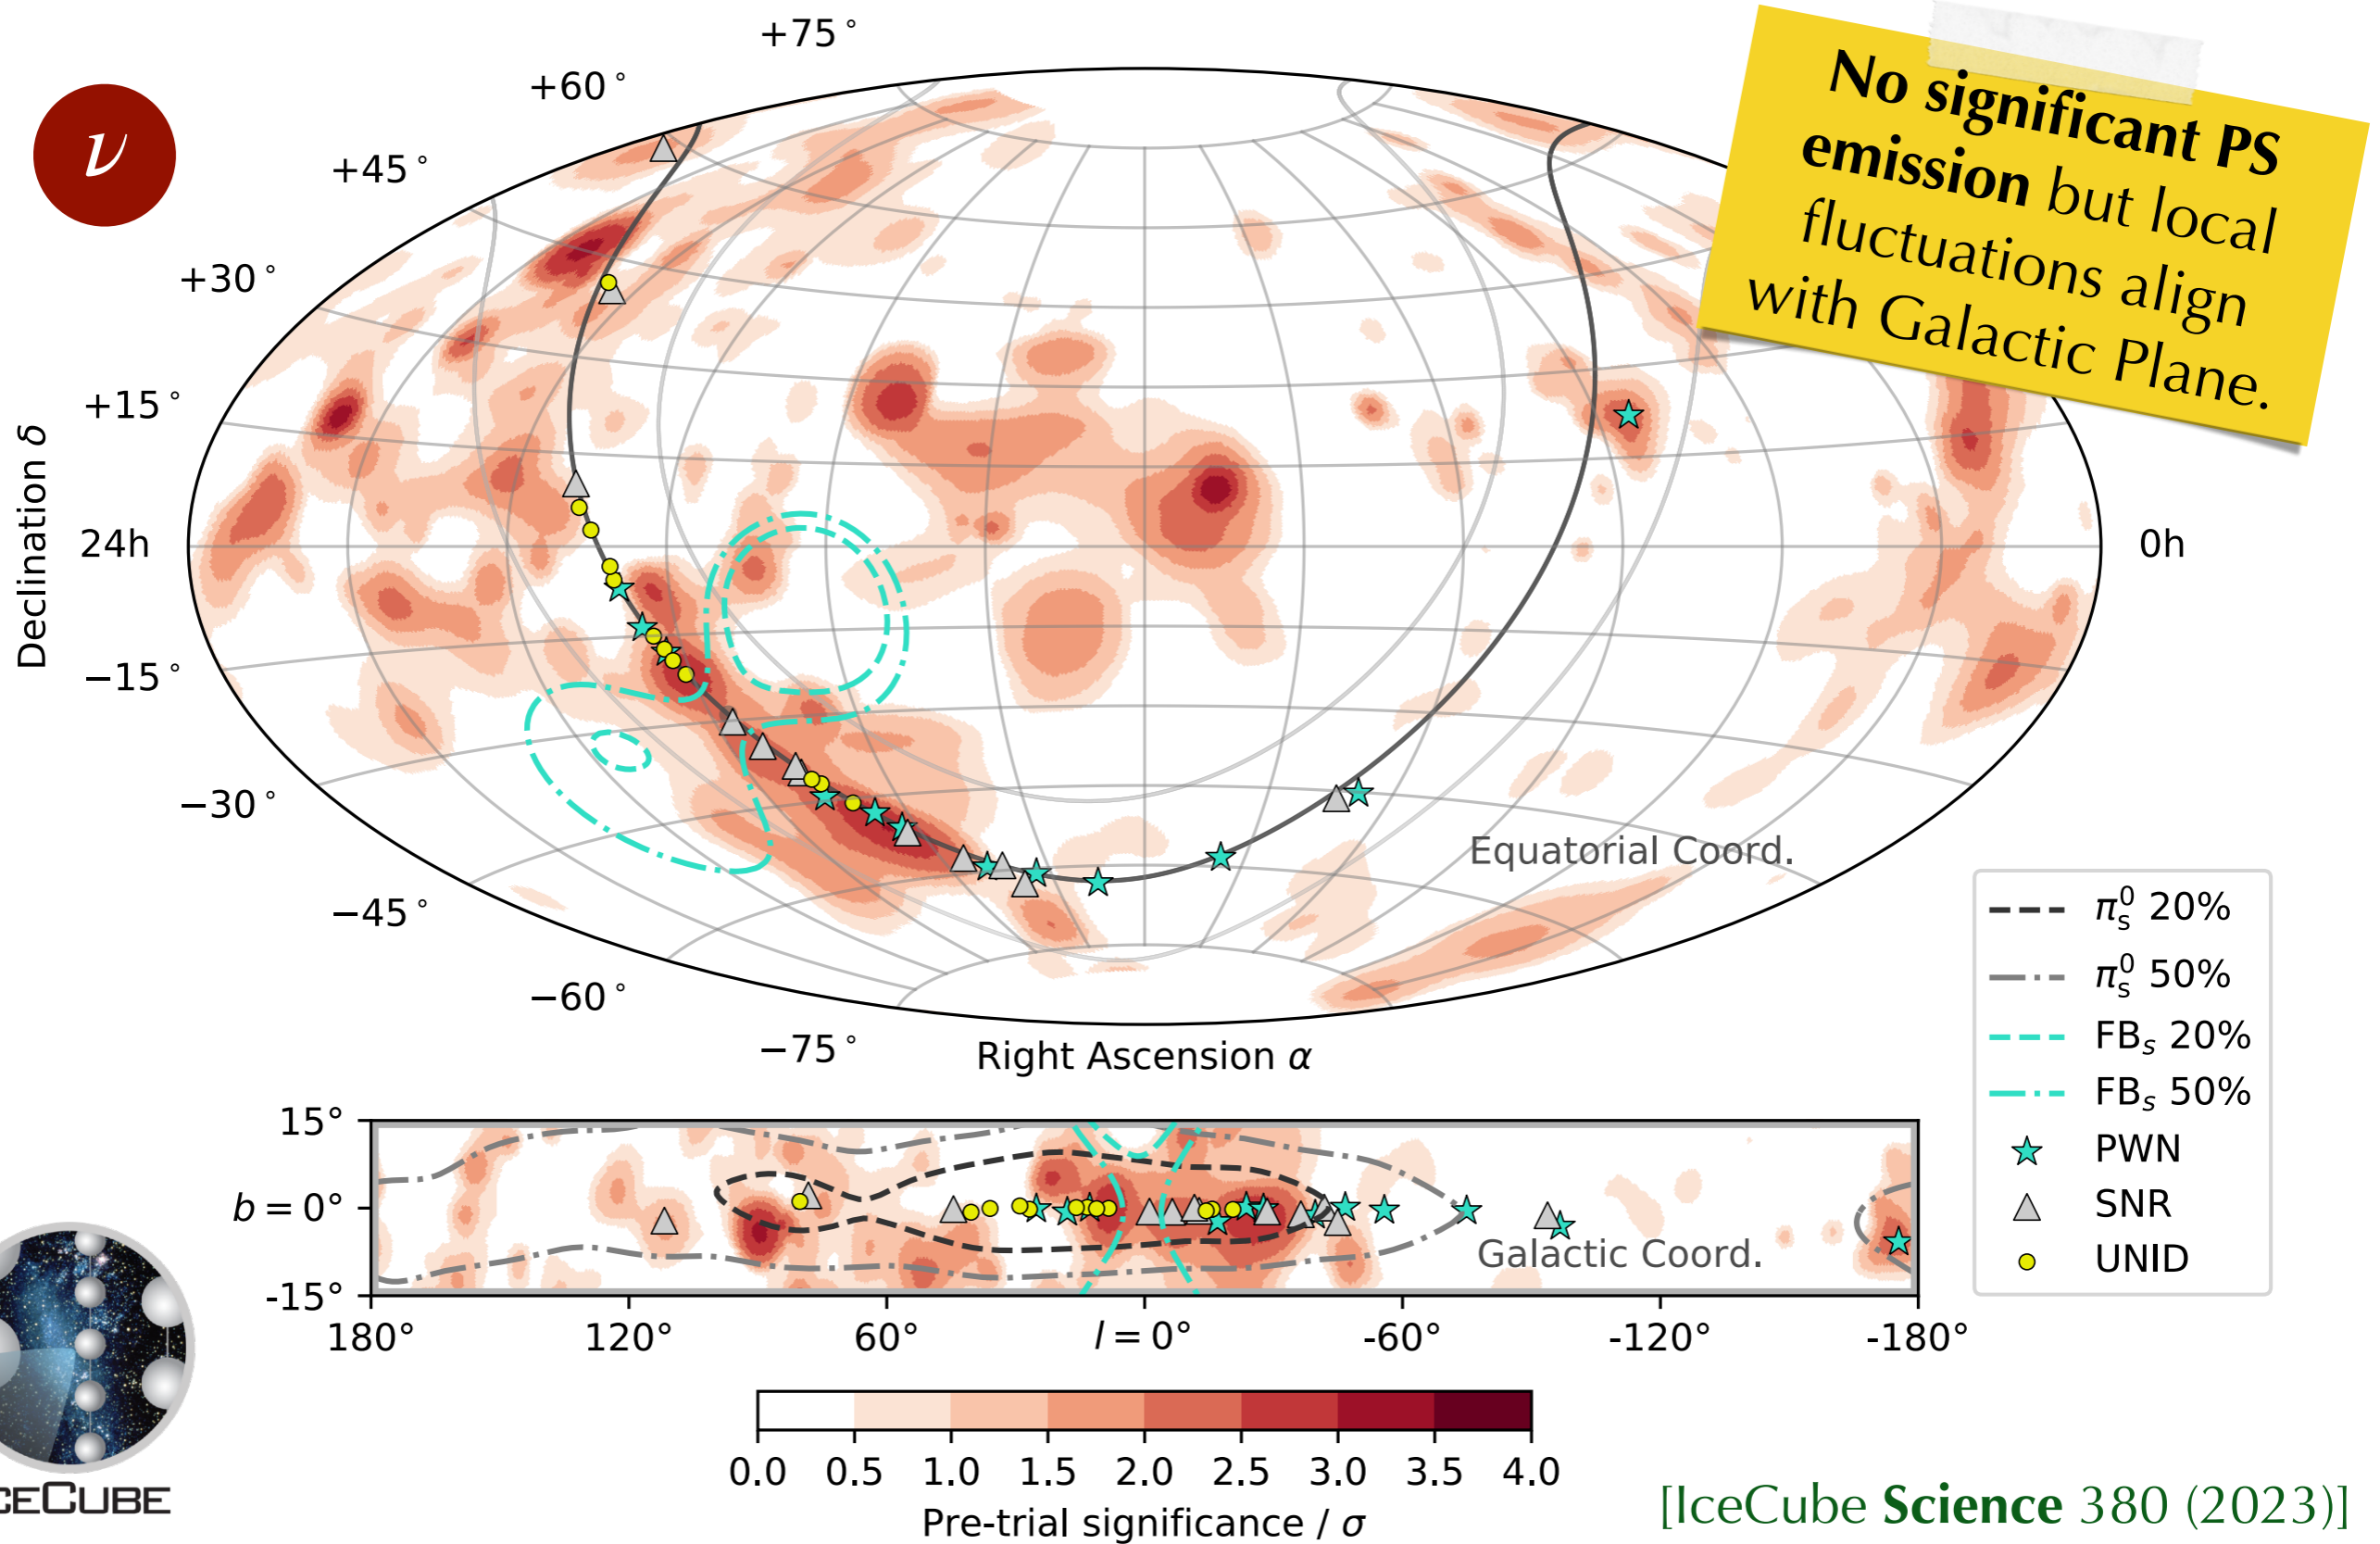 +75°
+60°
+45°
+30°
+15°
24h
−15°
−30°
−45°
−60°
−75°
0h
Declination δ
Right Ascension α
ν
No significant PS
emission but local
fluctuations align
with Galactic Plane.
Equatorial Coord.
π⁰ₛ 20%
π⁰ₛ 50%
FBₛ 20%
FBₛ 50%
PWN
SNR
UNID
15°
b = 0°
-15°
Galactic Coord.
180° 120° 60° l = 0° -60° -120° -180°
0.0 0.5 1.0 1.5 2.0 2.5 3.0 3.5 4.0
Pre-trial significance / σ
CECUBE
[IceCube Science 380 (2023)]